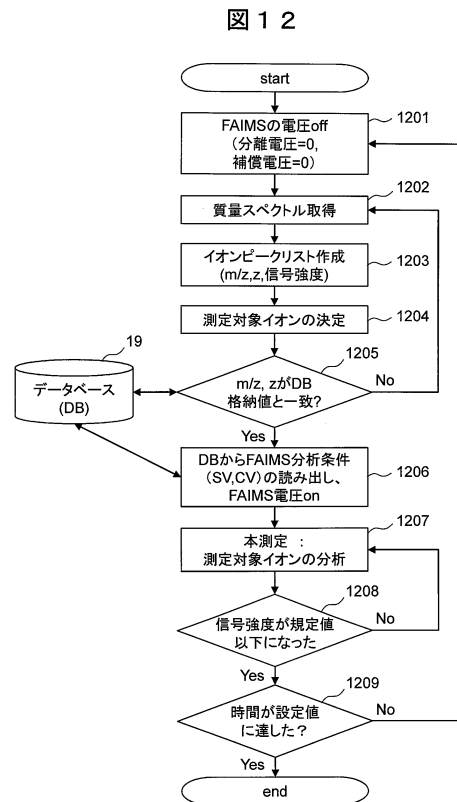 図12
start
1201
FAIMSの電圧off
(分離電圧=0,
補償電圧=0)
1202
質量スペクトル取得
1203
イオンピークリスト作成
(m/z,z,信号強度)
1204
測定対象イオンの決定
19
データベース
(DB)
1205
m/z, zがDB
格納値と一致?
No
Yes
1206
DBからFAIMS分析条件
(SV,CV)の読み出し、
FAIMS電圧on
1207
本測定 :
測定対象イオンの分析
1208
信号強度が規定値
以下になった
No
Yes
1209
時間が設定値
に達した?
No
Yes
end